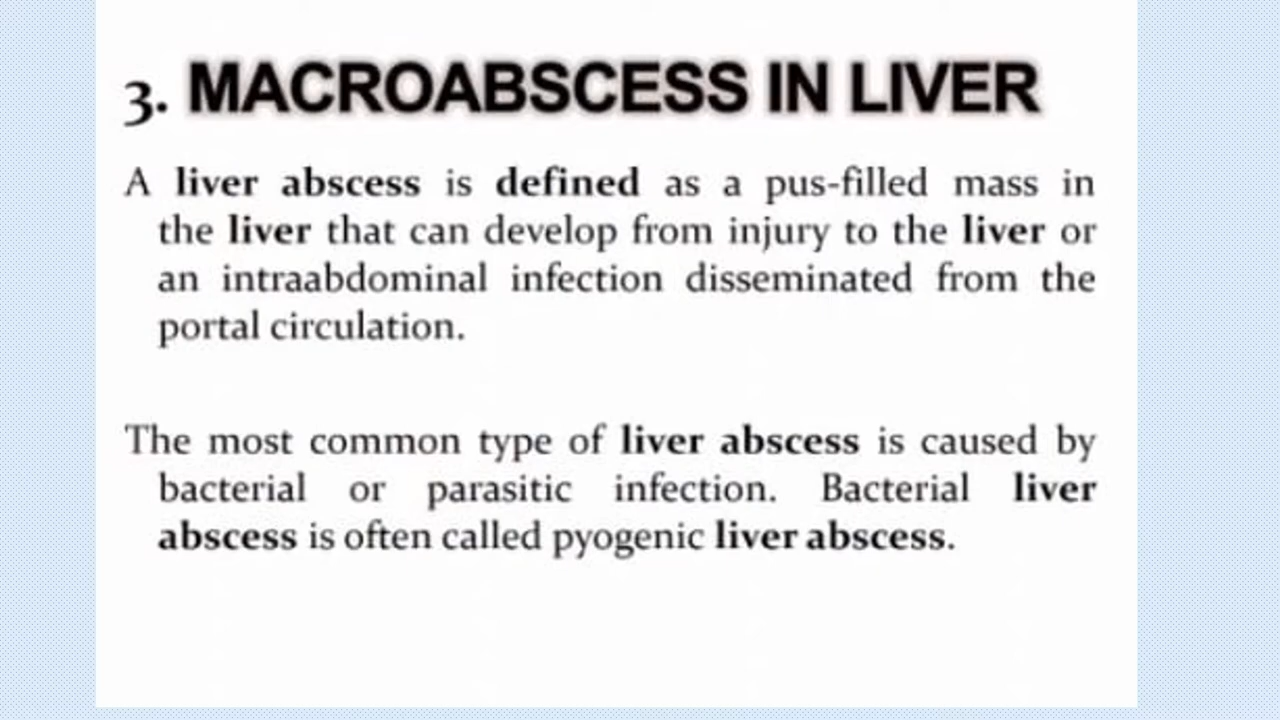 3. MACROABSCESS IN LIVER
A liver abscess is defined as a pus-filled mass in
the liver that can develop from injury to the liver or
an intraabdominal infection disseminated from the
portal circulation.
The most common type of liver abscess is caused by
bacterial or parasitic infection. Bacterial liver
abscess is often called pyogenic liver abscess.